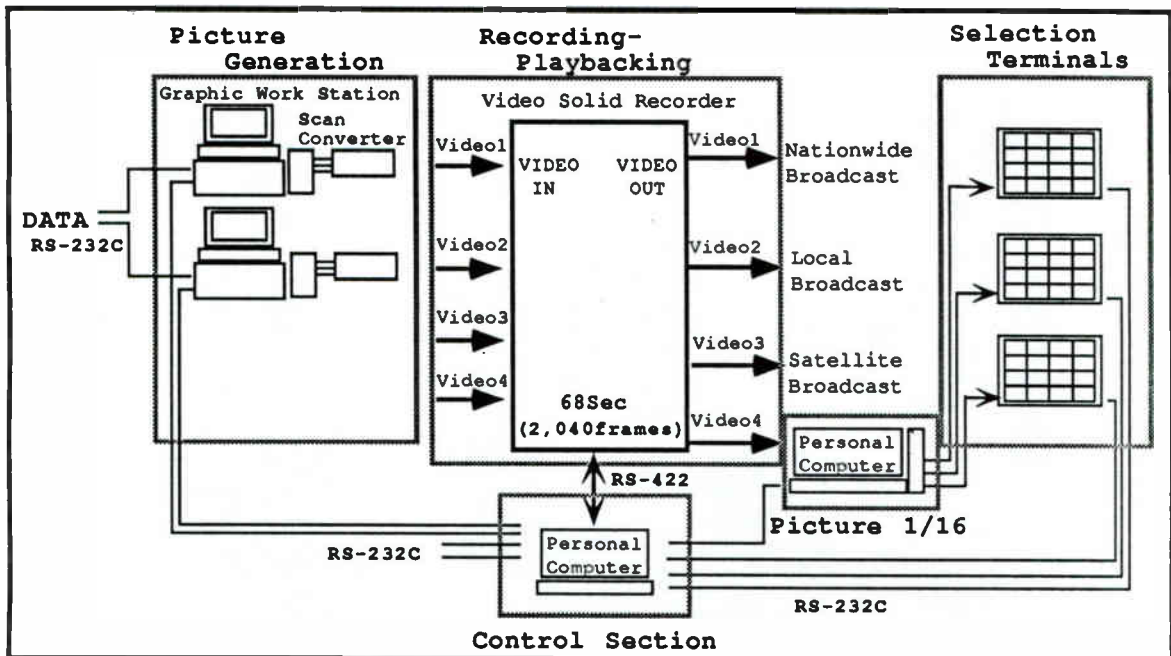 Picture
Generation
Graphic Work Station
Scan
Converter
DATA
RS-232C
Recording-
Playbacking
Video Solid Recorder
Video1
Video2
Video3
Video4
VIDEO
IN
VIDEO
OUT
68Sec
(2,040frames)
Video1
Nationwide
Broadcast
Video2
Local
Broadcast
Video3
Satellite
Broadcast
Video4
Personal
Computer
Picture 1/16
Selection
Terminals
RS-422
RS-232C
Personal
Computer
RS-232C
Control Section